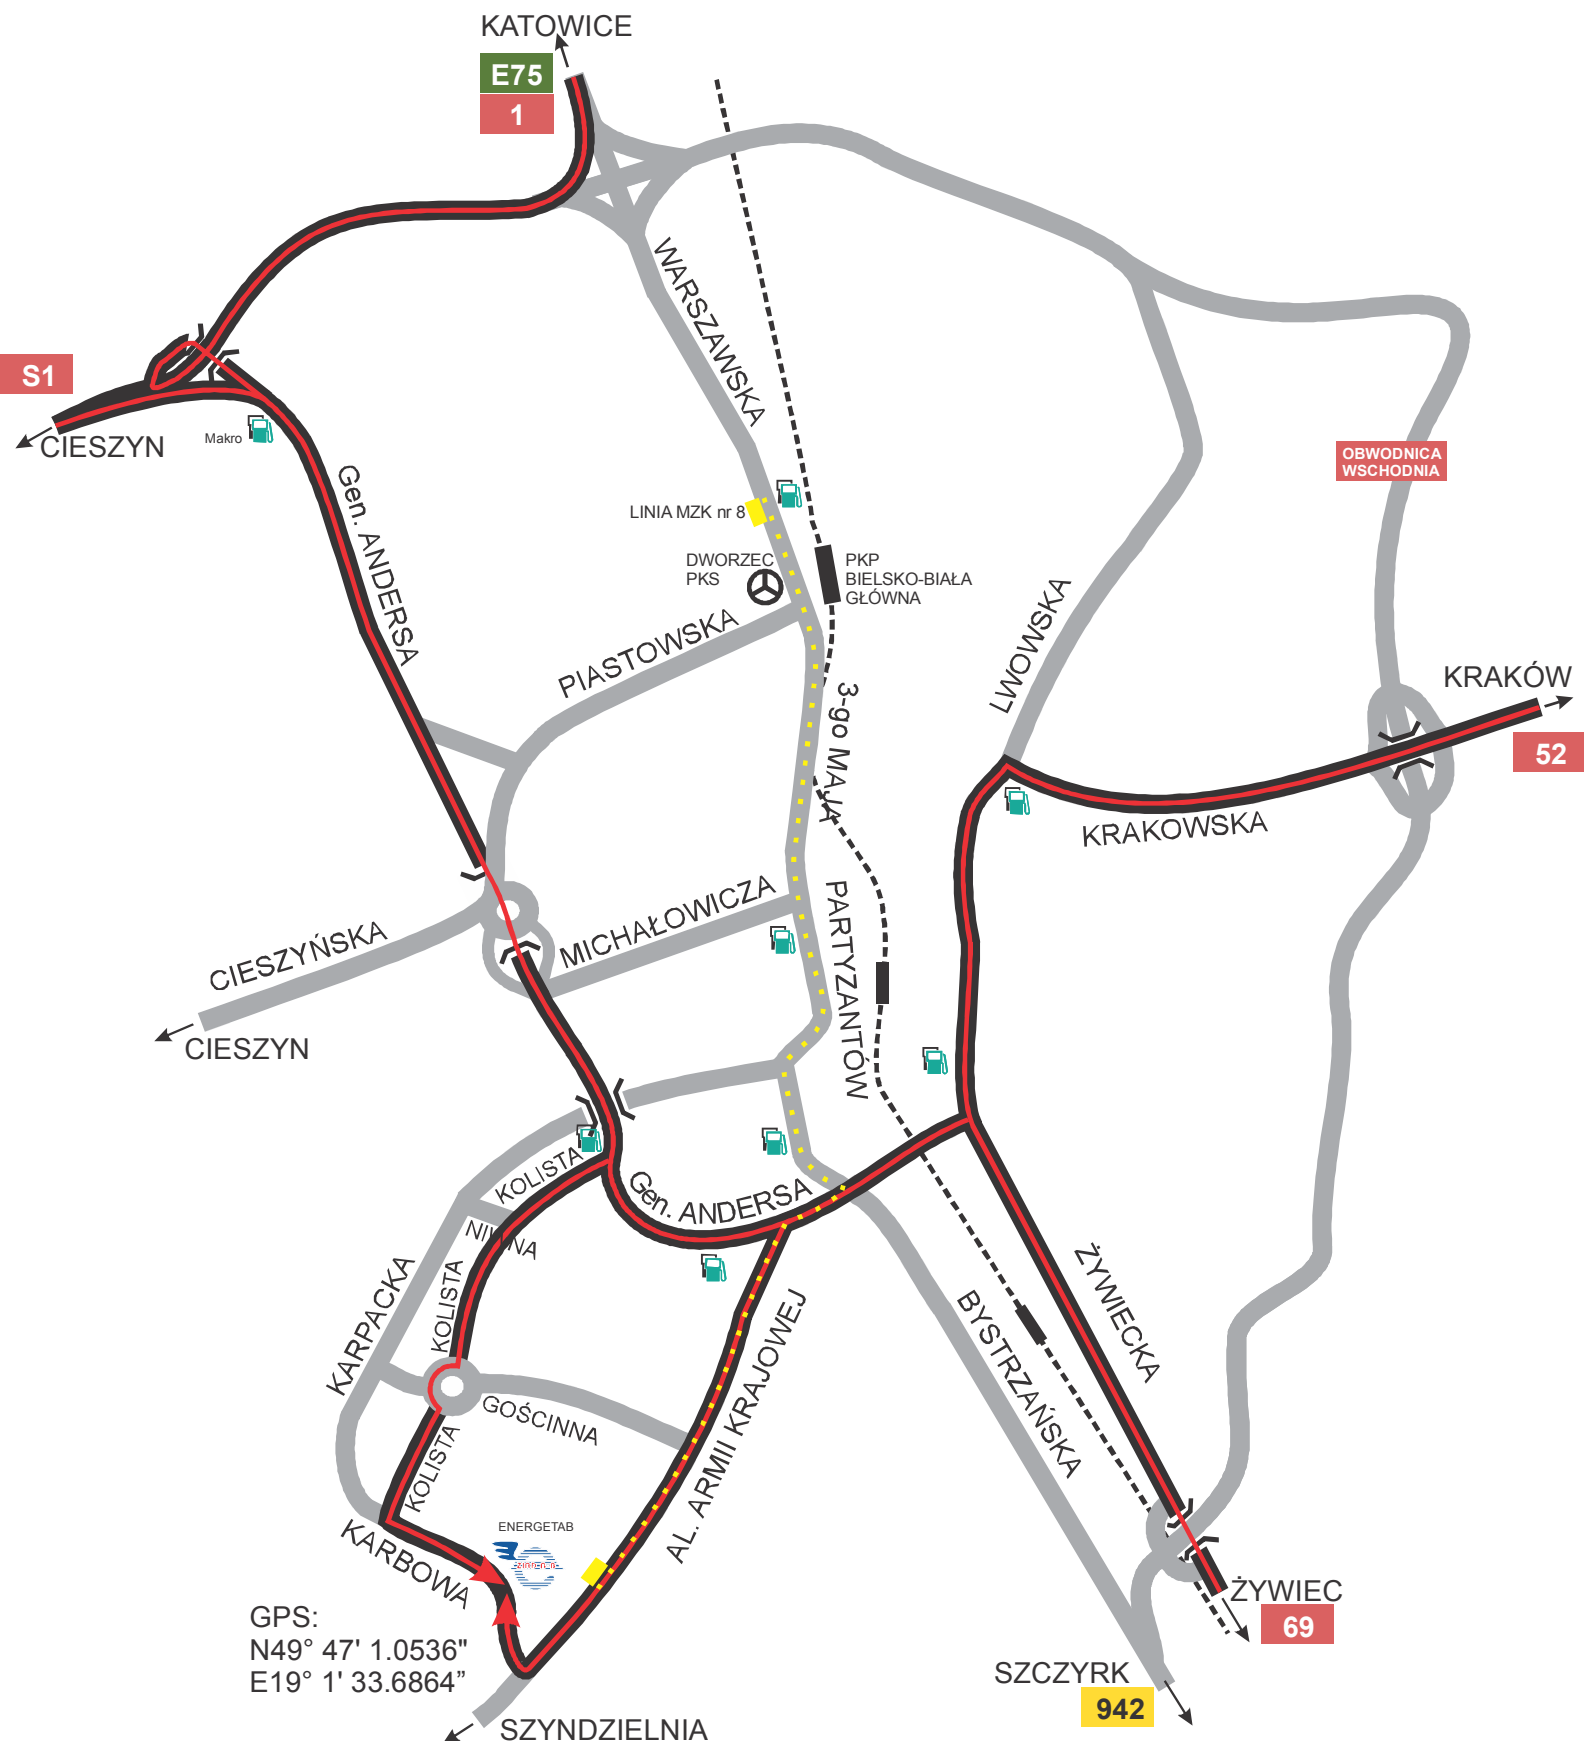 KATOWICE
E75
1
WARSZAWSKA
S1
CIESZYN
Makro
Gen. ANDERSA
OBWODNICA
WSCHODNIA
LINIA MZK nr 8
DWORZEC
PKS
PKP
BIELSKO-BIAŁA
GŁÓWNA
PIASTOWSKA
LWOWSKA
3-go MAJA
KRAKÓW
52
KRAKOWSKA
MICHAŁOWICZA
PARTYZANTÓW
CIESZYŃSKA
CIESZYN
KOLISTA
Gen. ANDERSA
KARPACKA
KOLISTA
ŻYWIECKA
BYSTRZAŃSKA
AL. ARMII KRAJOWEJ
GOŚCINNA
KOLISTA
KARBOWA
ENERGETAB
GPS:
N49° 47' 1.0536"
E19° 1' 33.6864”
ŻYWIEC
69
SZCZYRK
942
SZYNDZIELNIA